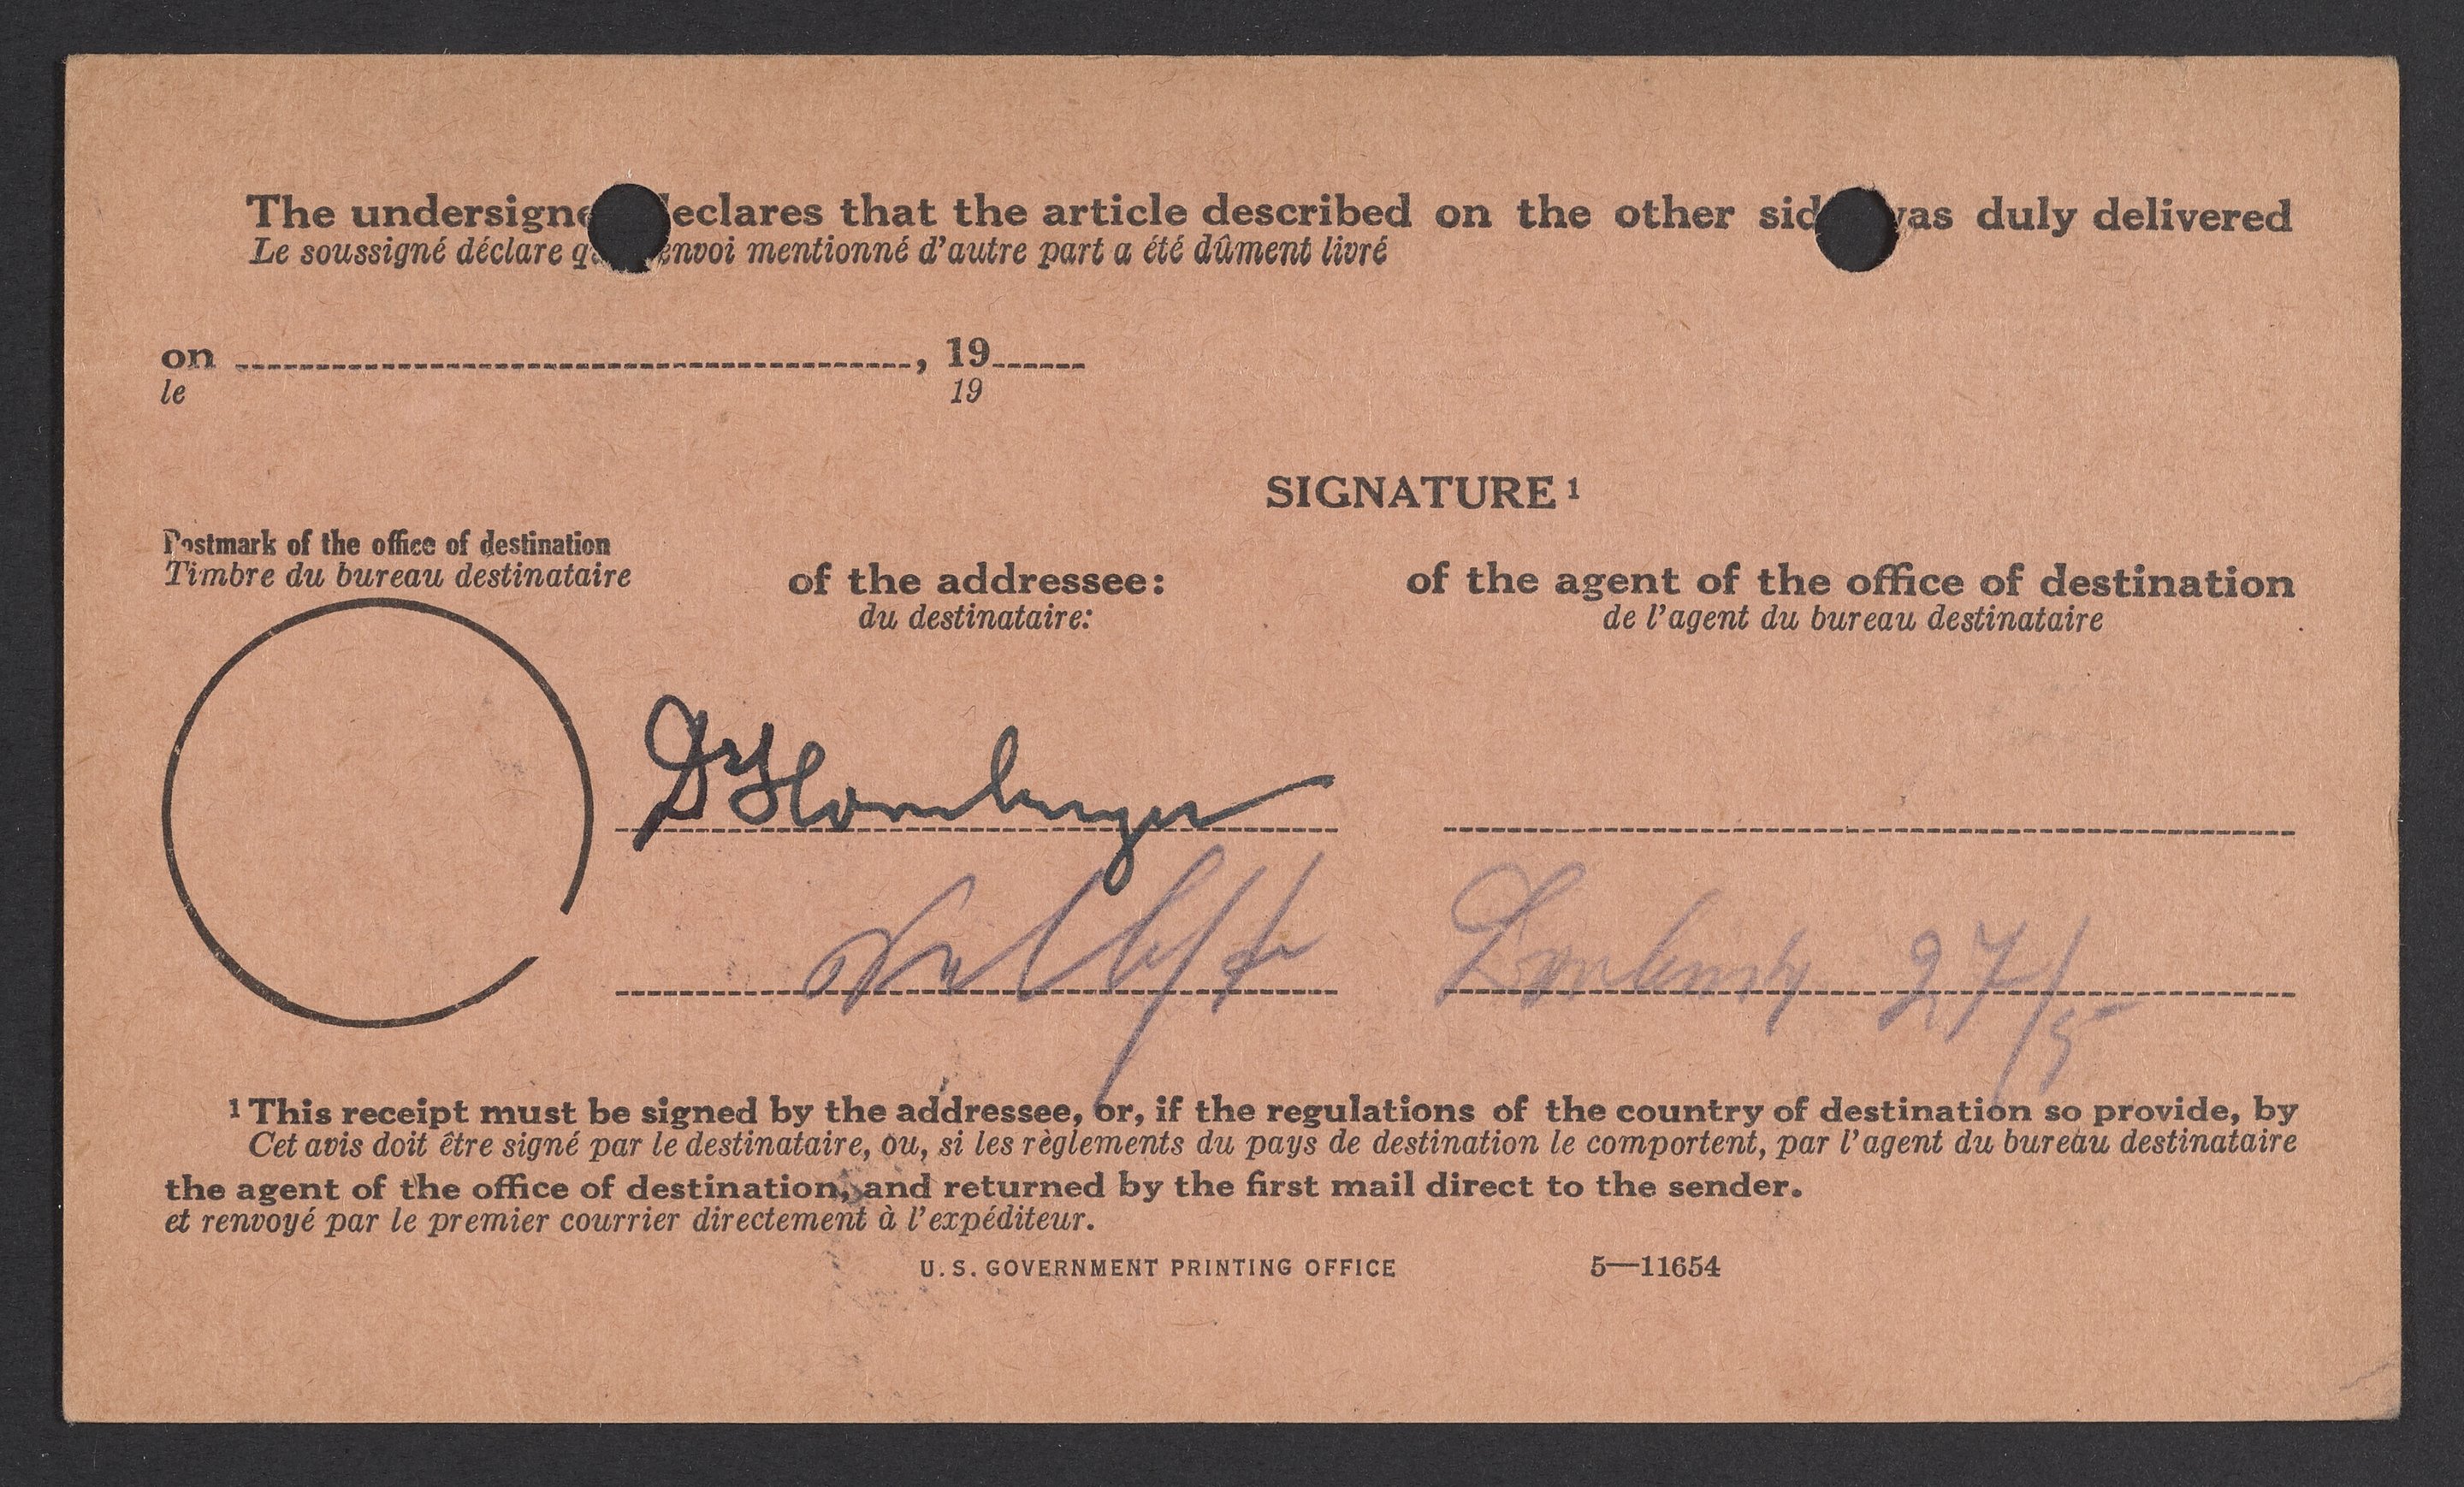 The undersigne declares that the article described on the other side was duly delivered
Le soussigné déclare que l'envoi mentionné d'autre part a été dûment livré
on , 19
le 19
SIGNATURE 1
Postmark of the office of destination
Timbre du bureau destinataire
of the addressee:
du destinataire:
of the agent of the office of destination
de l'agent du bureau destinataire
Dr Homburger
selbst
27/5
1 This receipt must be signed by the addressee, or, if the regulations of the country of destination so provide, by
Cet avis doit être signé par le destinataire, ou, si les règlements du pays de destination le comportent, par l'agent du bureau destinataire
the agent of the office of destination, and returned by the first mail direct to the sender.
et renvoyé par le premier courrier directement à l'expéditeur.
U. S. GOVERNMENT PRINTING OFFICE 5—11654